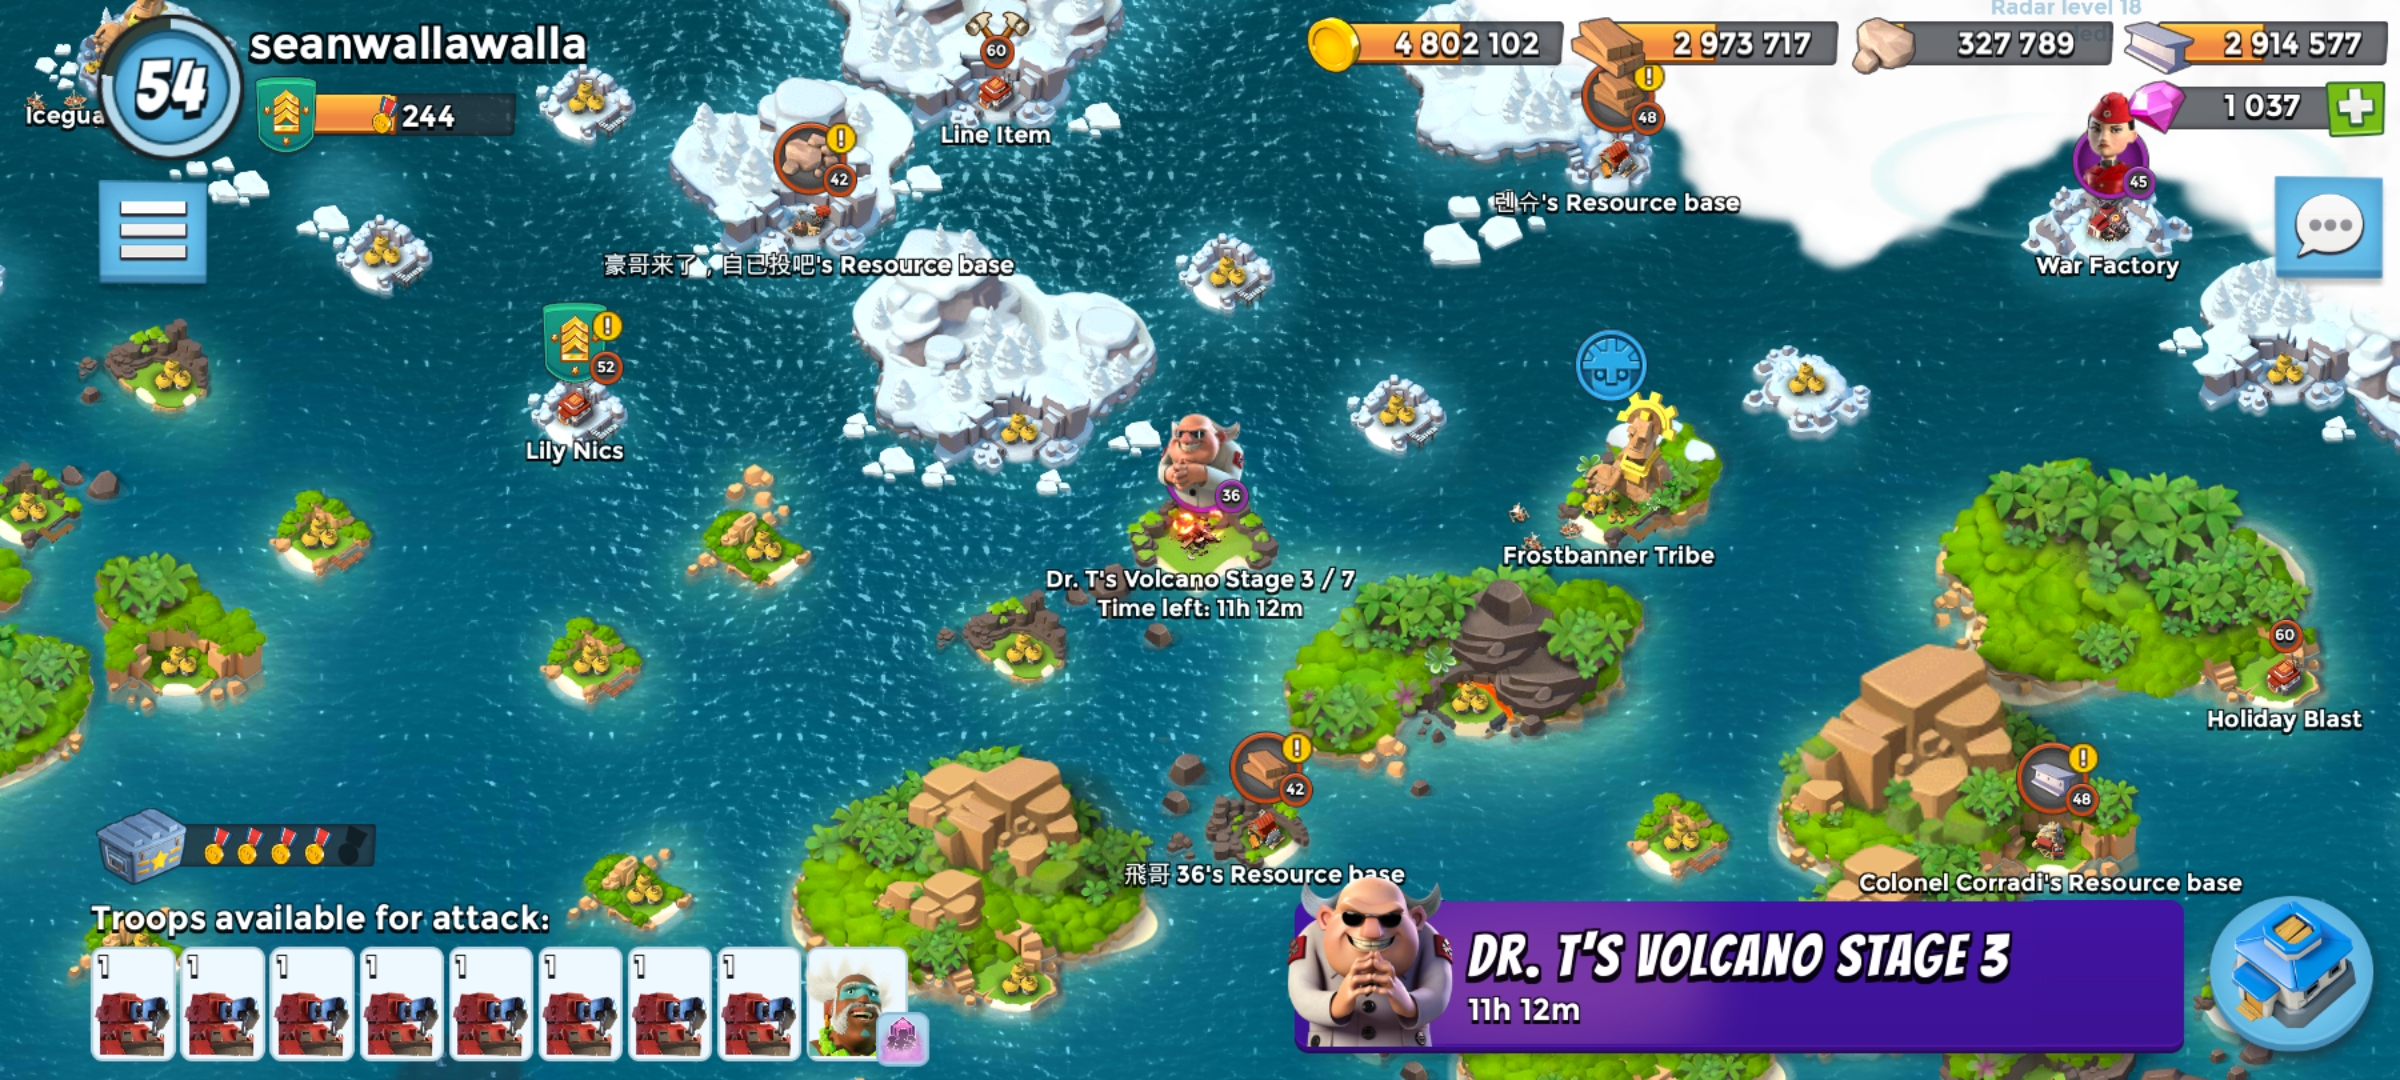 Radar level 18
54
seanwallawalla
244
4 802 102
2 973 717
327 789
2 914 577
1 037
60
Line Item
42
豪哥来了，自已投吧's Resource base
48
렌슈's Resource base
45
War Factory
52
Lily Nics
36
Dr. T's Volcano Stage 3 / 7
Time left: 11h 12m
Frostbanner Tribe
60
Holiday Blast
42
飛哥 36's Resource base
48
Colonel Corradi's Resource base
Troops available for attack:
1 1 1 1 1 1 1 1
DR. T'S VOLCANO STAGE 3
11h 12m